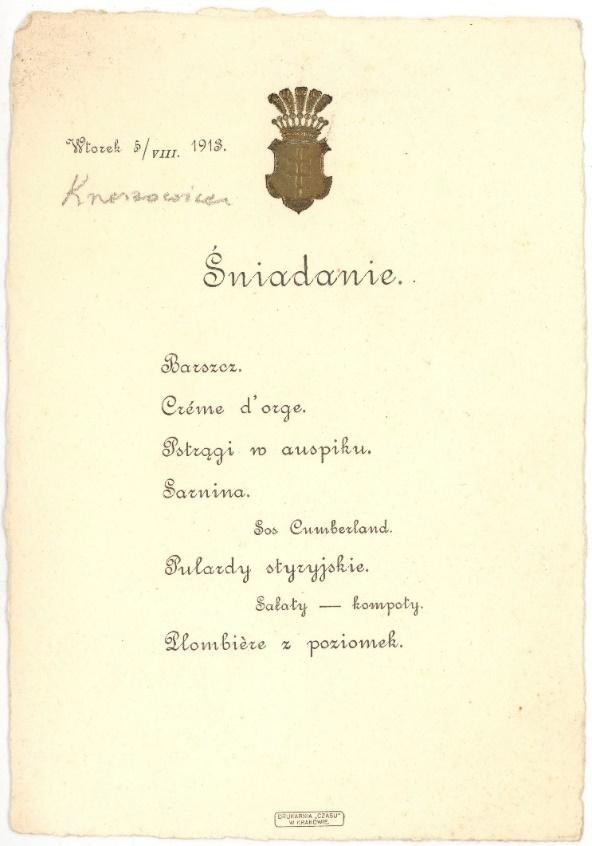 Wtorek 5/VIII. 1913.
Śniadanie.
Barszcz.
Créme d'orge.
Pstrągi w auspiku.
Sarnina.
Sos Cumberland.
Pulardy styryjskie.
Sałaty — kompoty.
Plombière z poziomek.
DRUKARNIA „CZASU"
W KRAKOWIE.